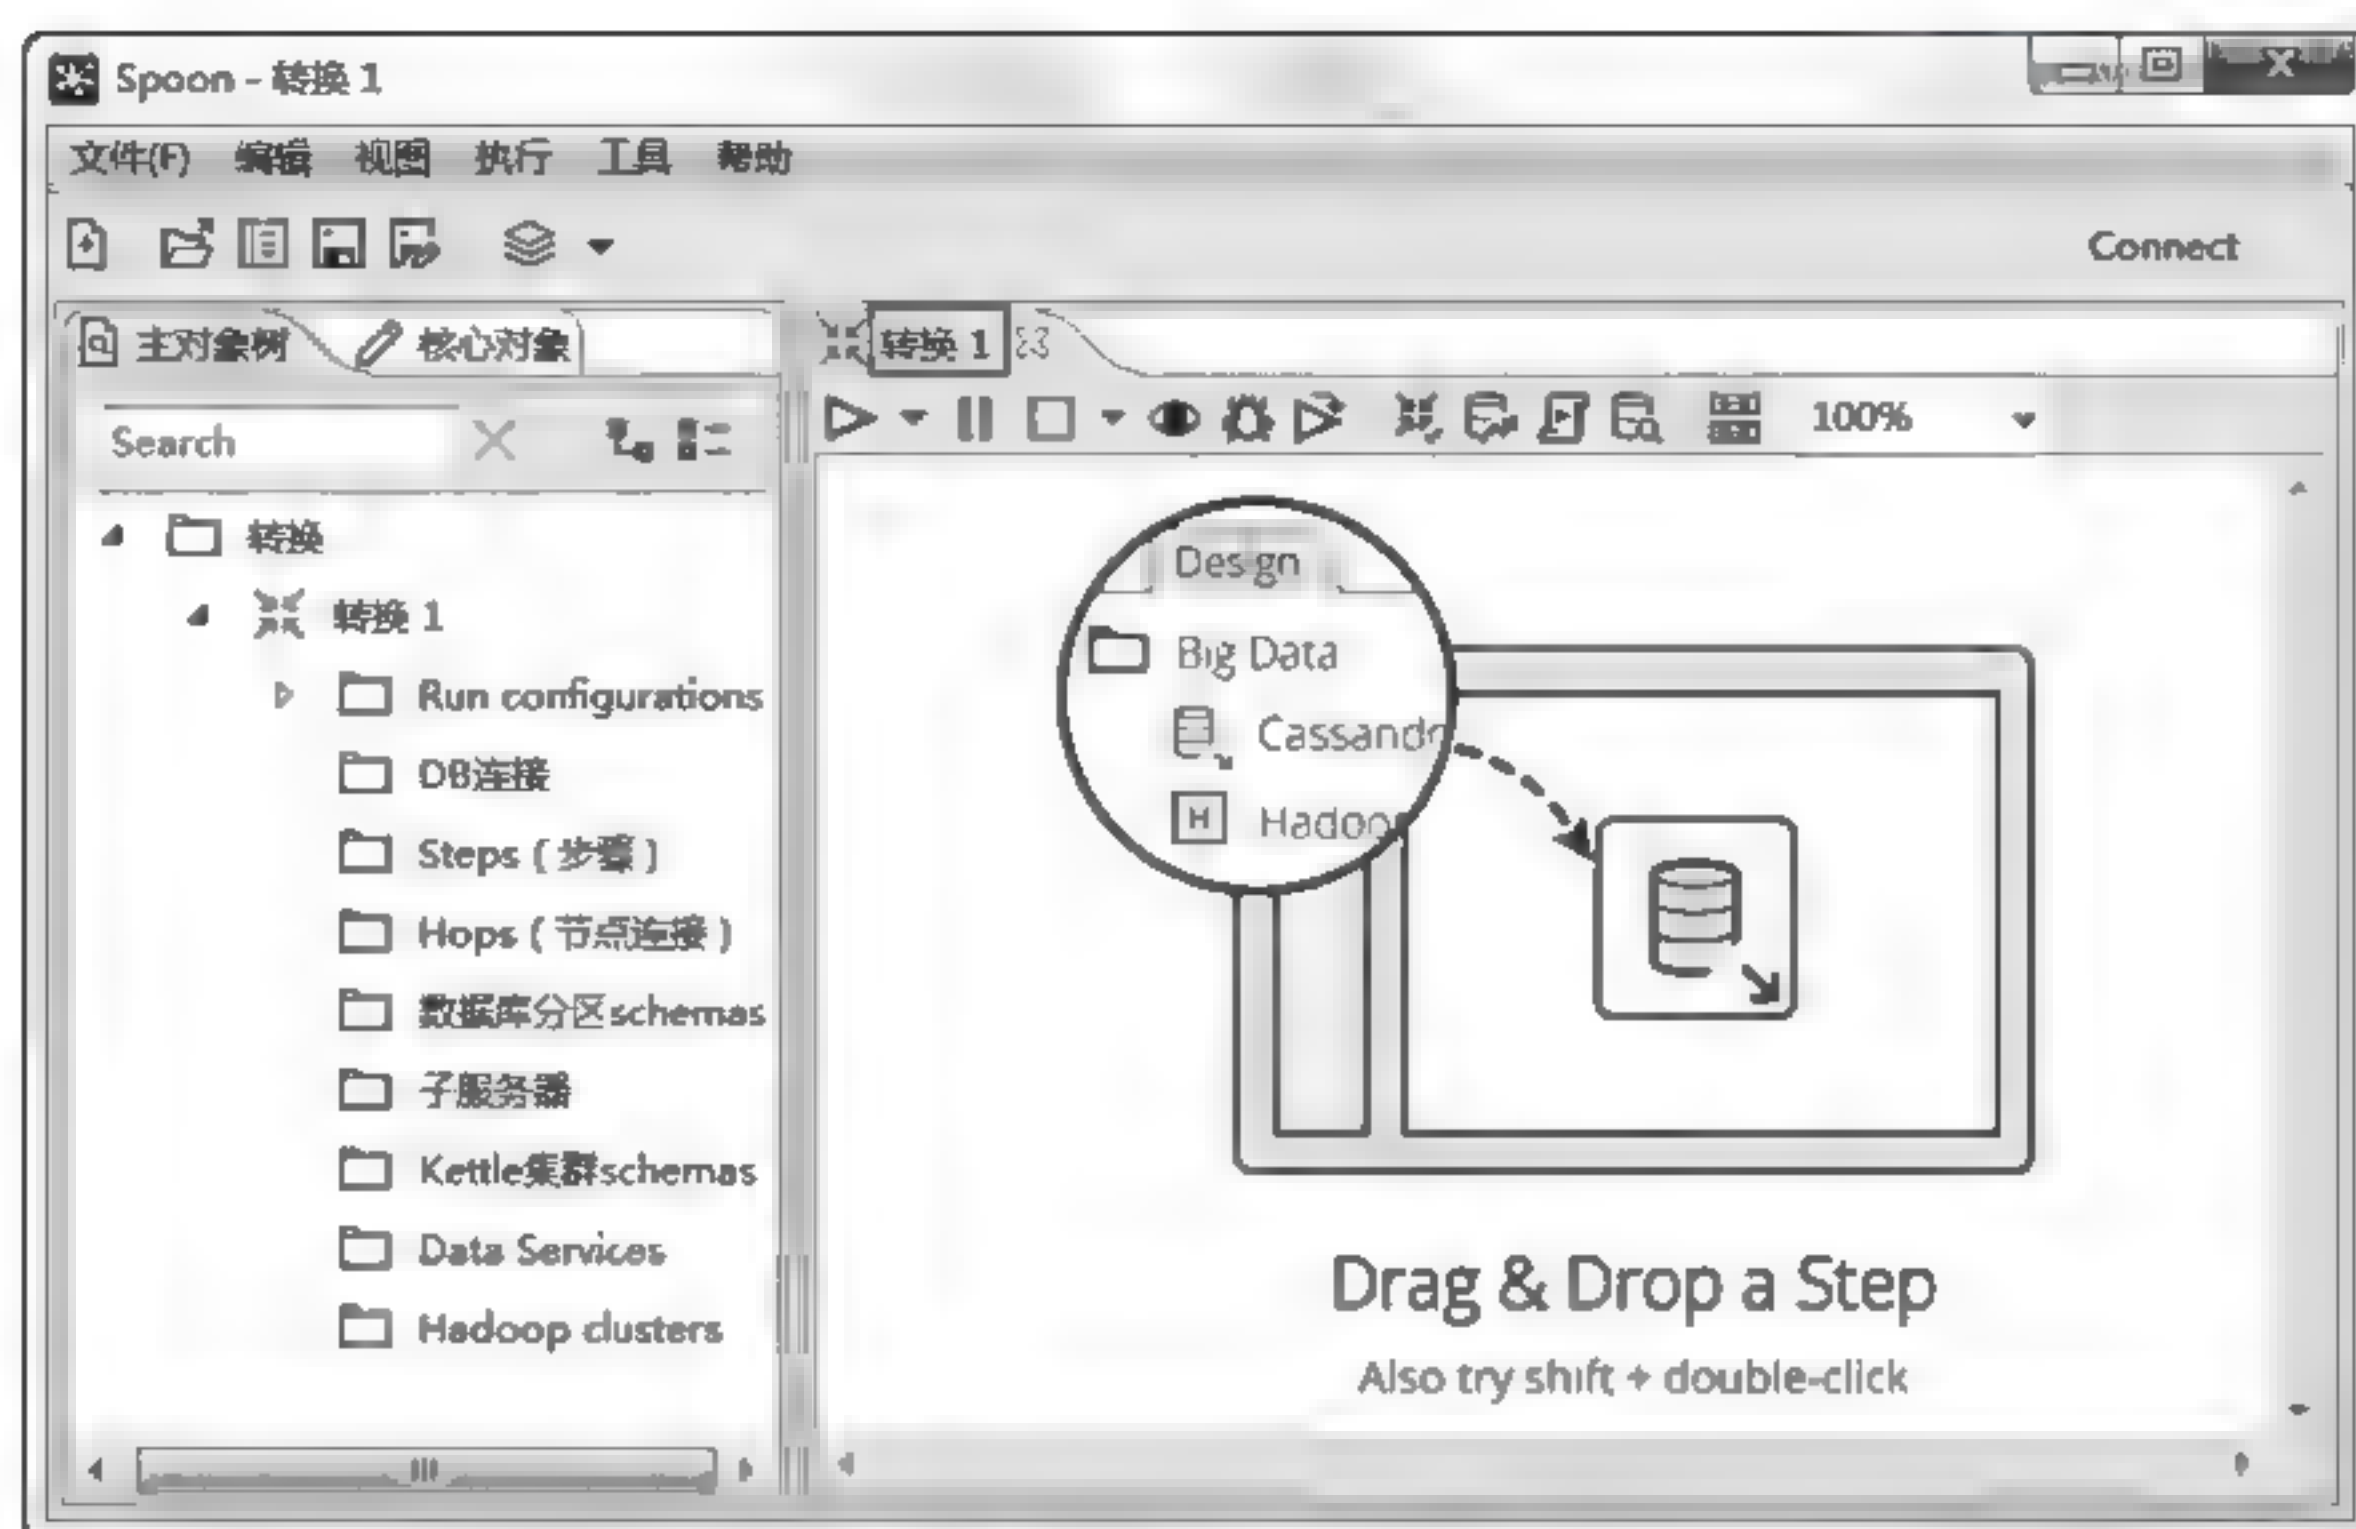 Spoon - 转换 1
文件(F) 编辑 视图 执行 工具 帮助
Connect
主对象树 核心对象
转换 1
Search
100%
转换
转换 1
Run configurations
DB连接
Steps ( 步骤 )
Hops ( 节点连接 )
数据库分区schemas
子服务器
Kettle集群schemas
Data Services
Hadoop clusters
Design
Big Data
Cassandr
H Hadoop
Drag & Drop a Step
Also try shift + double-click